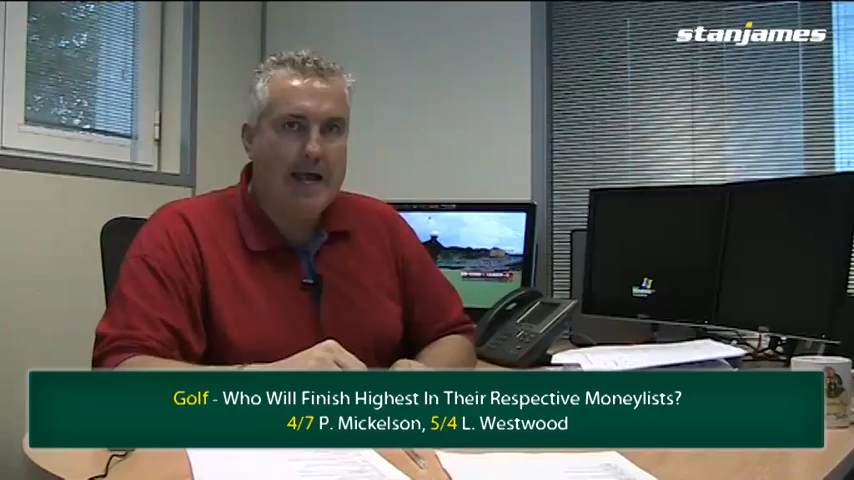 stanjames
Golf - Who Will Finish Highest In Their Respective Moneylists?
4/7 P. Mickelson, 5/4 L. Westwood